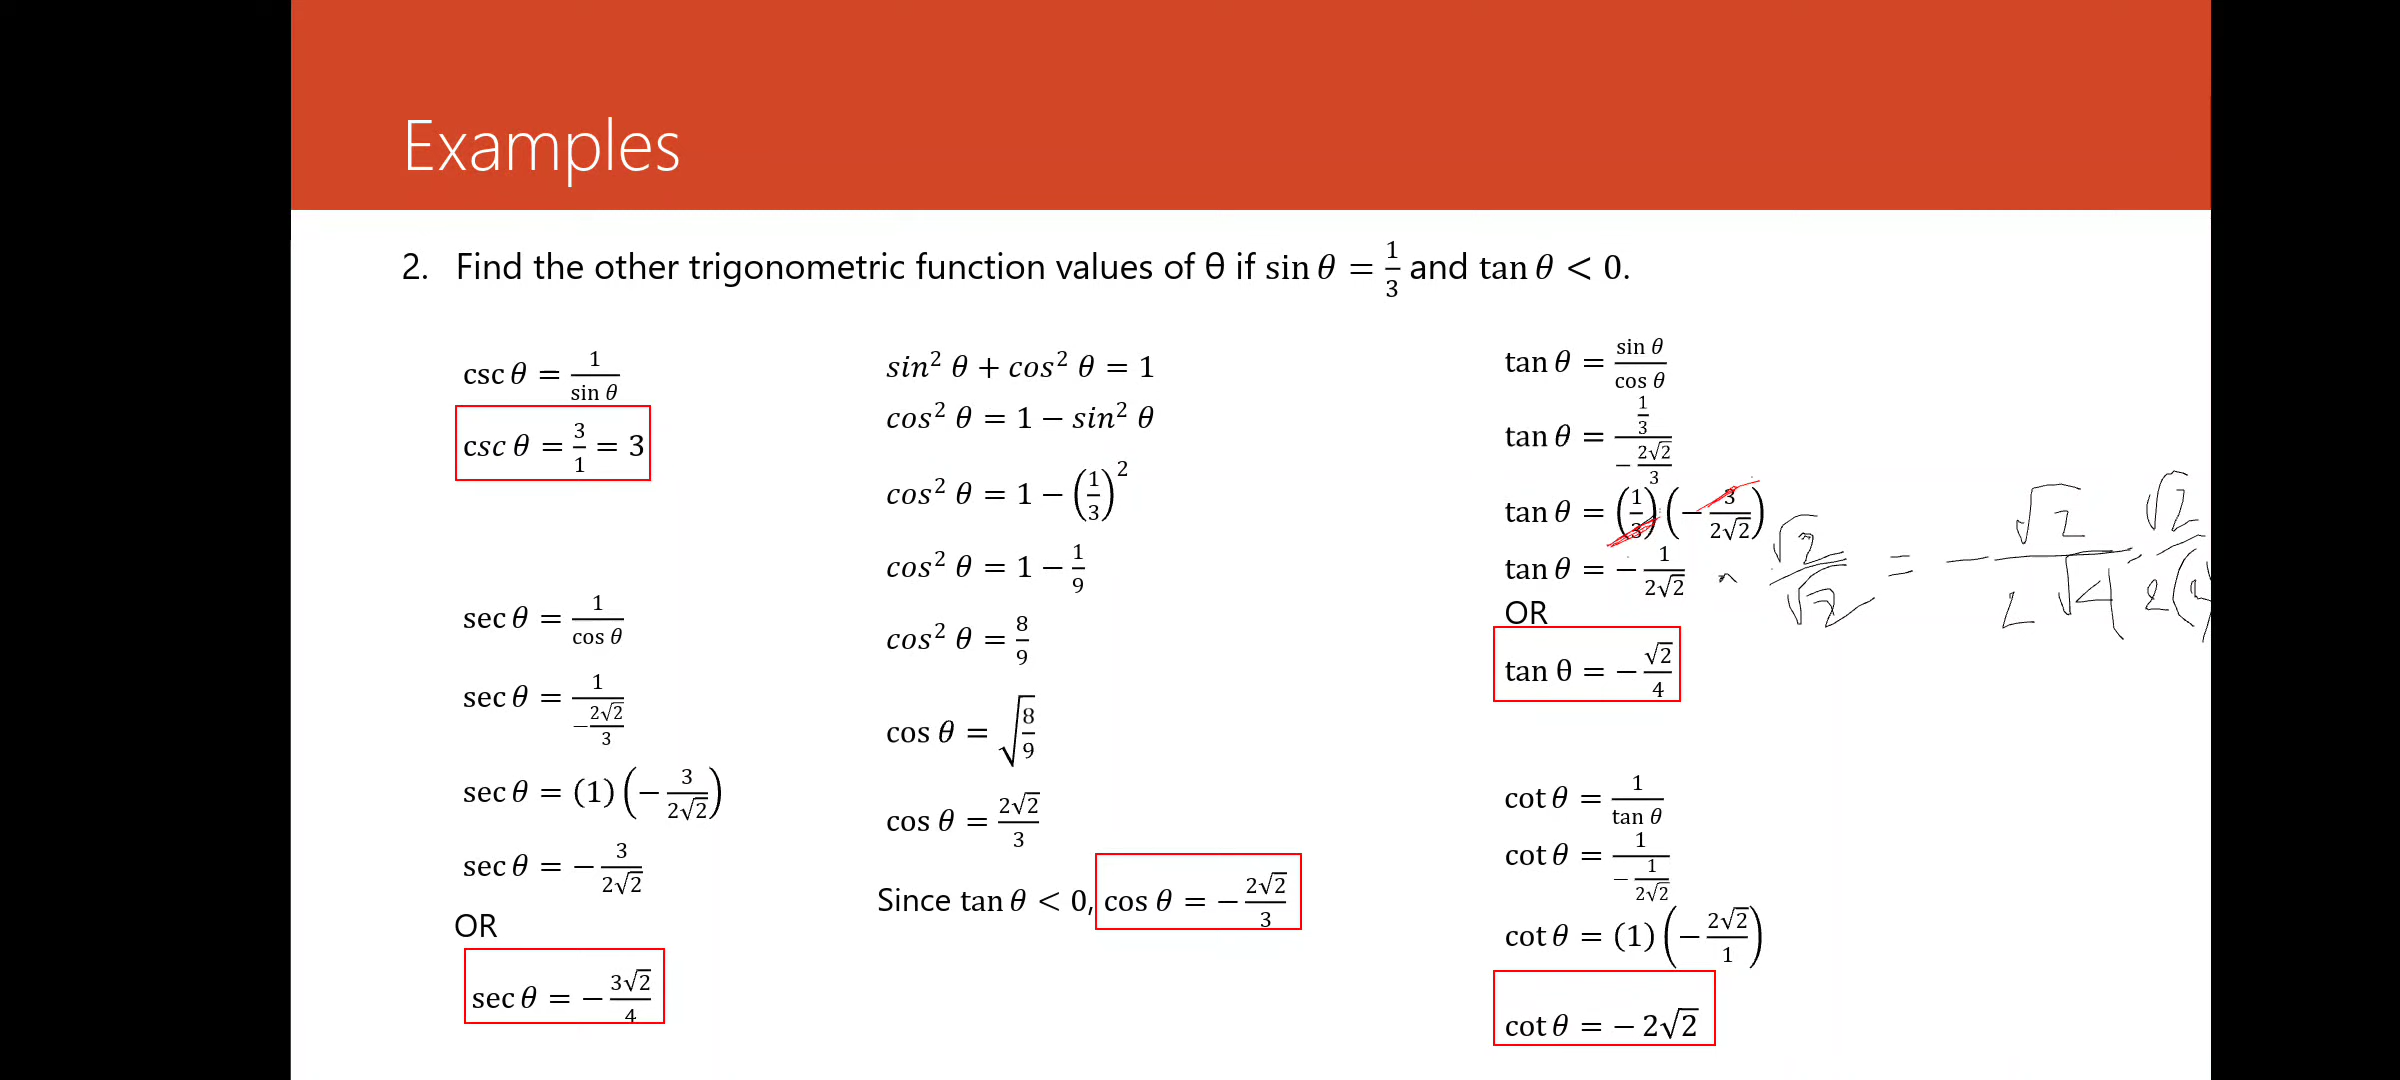 Examples
2. Find the other trigonometric function values of θ if sin θ = 1/3 and tan θ < 0.
csc θ = 1/sin θ
csc θ = 3/1 = 3
sec θ = 1/cos θ
sec θ = 1/(−2√2/3)
sec θ = (1)(−3/2√2)
sec θ = −3/2√2
OR
sec θ = −3√2/4
sin² θ + cos² θ = 1
cos² θ = 1 − sin² θ
cos² θ = 1 − (1/3)²
cos² θ = 1 − 1/9
cos² θ = 8/9
cos θ = √(8/9)
cos θ = 2√2/3
Since tan θ < 0, cos θ = −2√2/3
tan θ = sin θ/cos θ
tan θ = (1/3)/(−2√2/3)
tan θ = (1/3)(−3/2√2)
tan θ = −1/2√2 · √2/√2 = −√2/2√4 · √2/2(
OR
tan θ = −√2/4
cot θ = 1/tan θ
cot θ = 1/(−1/2√2)
cot θ = (1)(−2√2/1)
cot θ = − 2√2